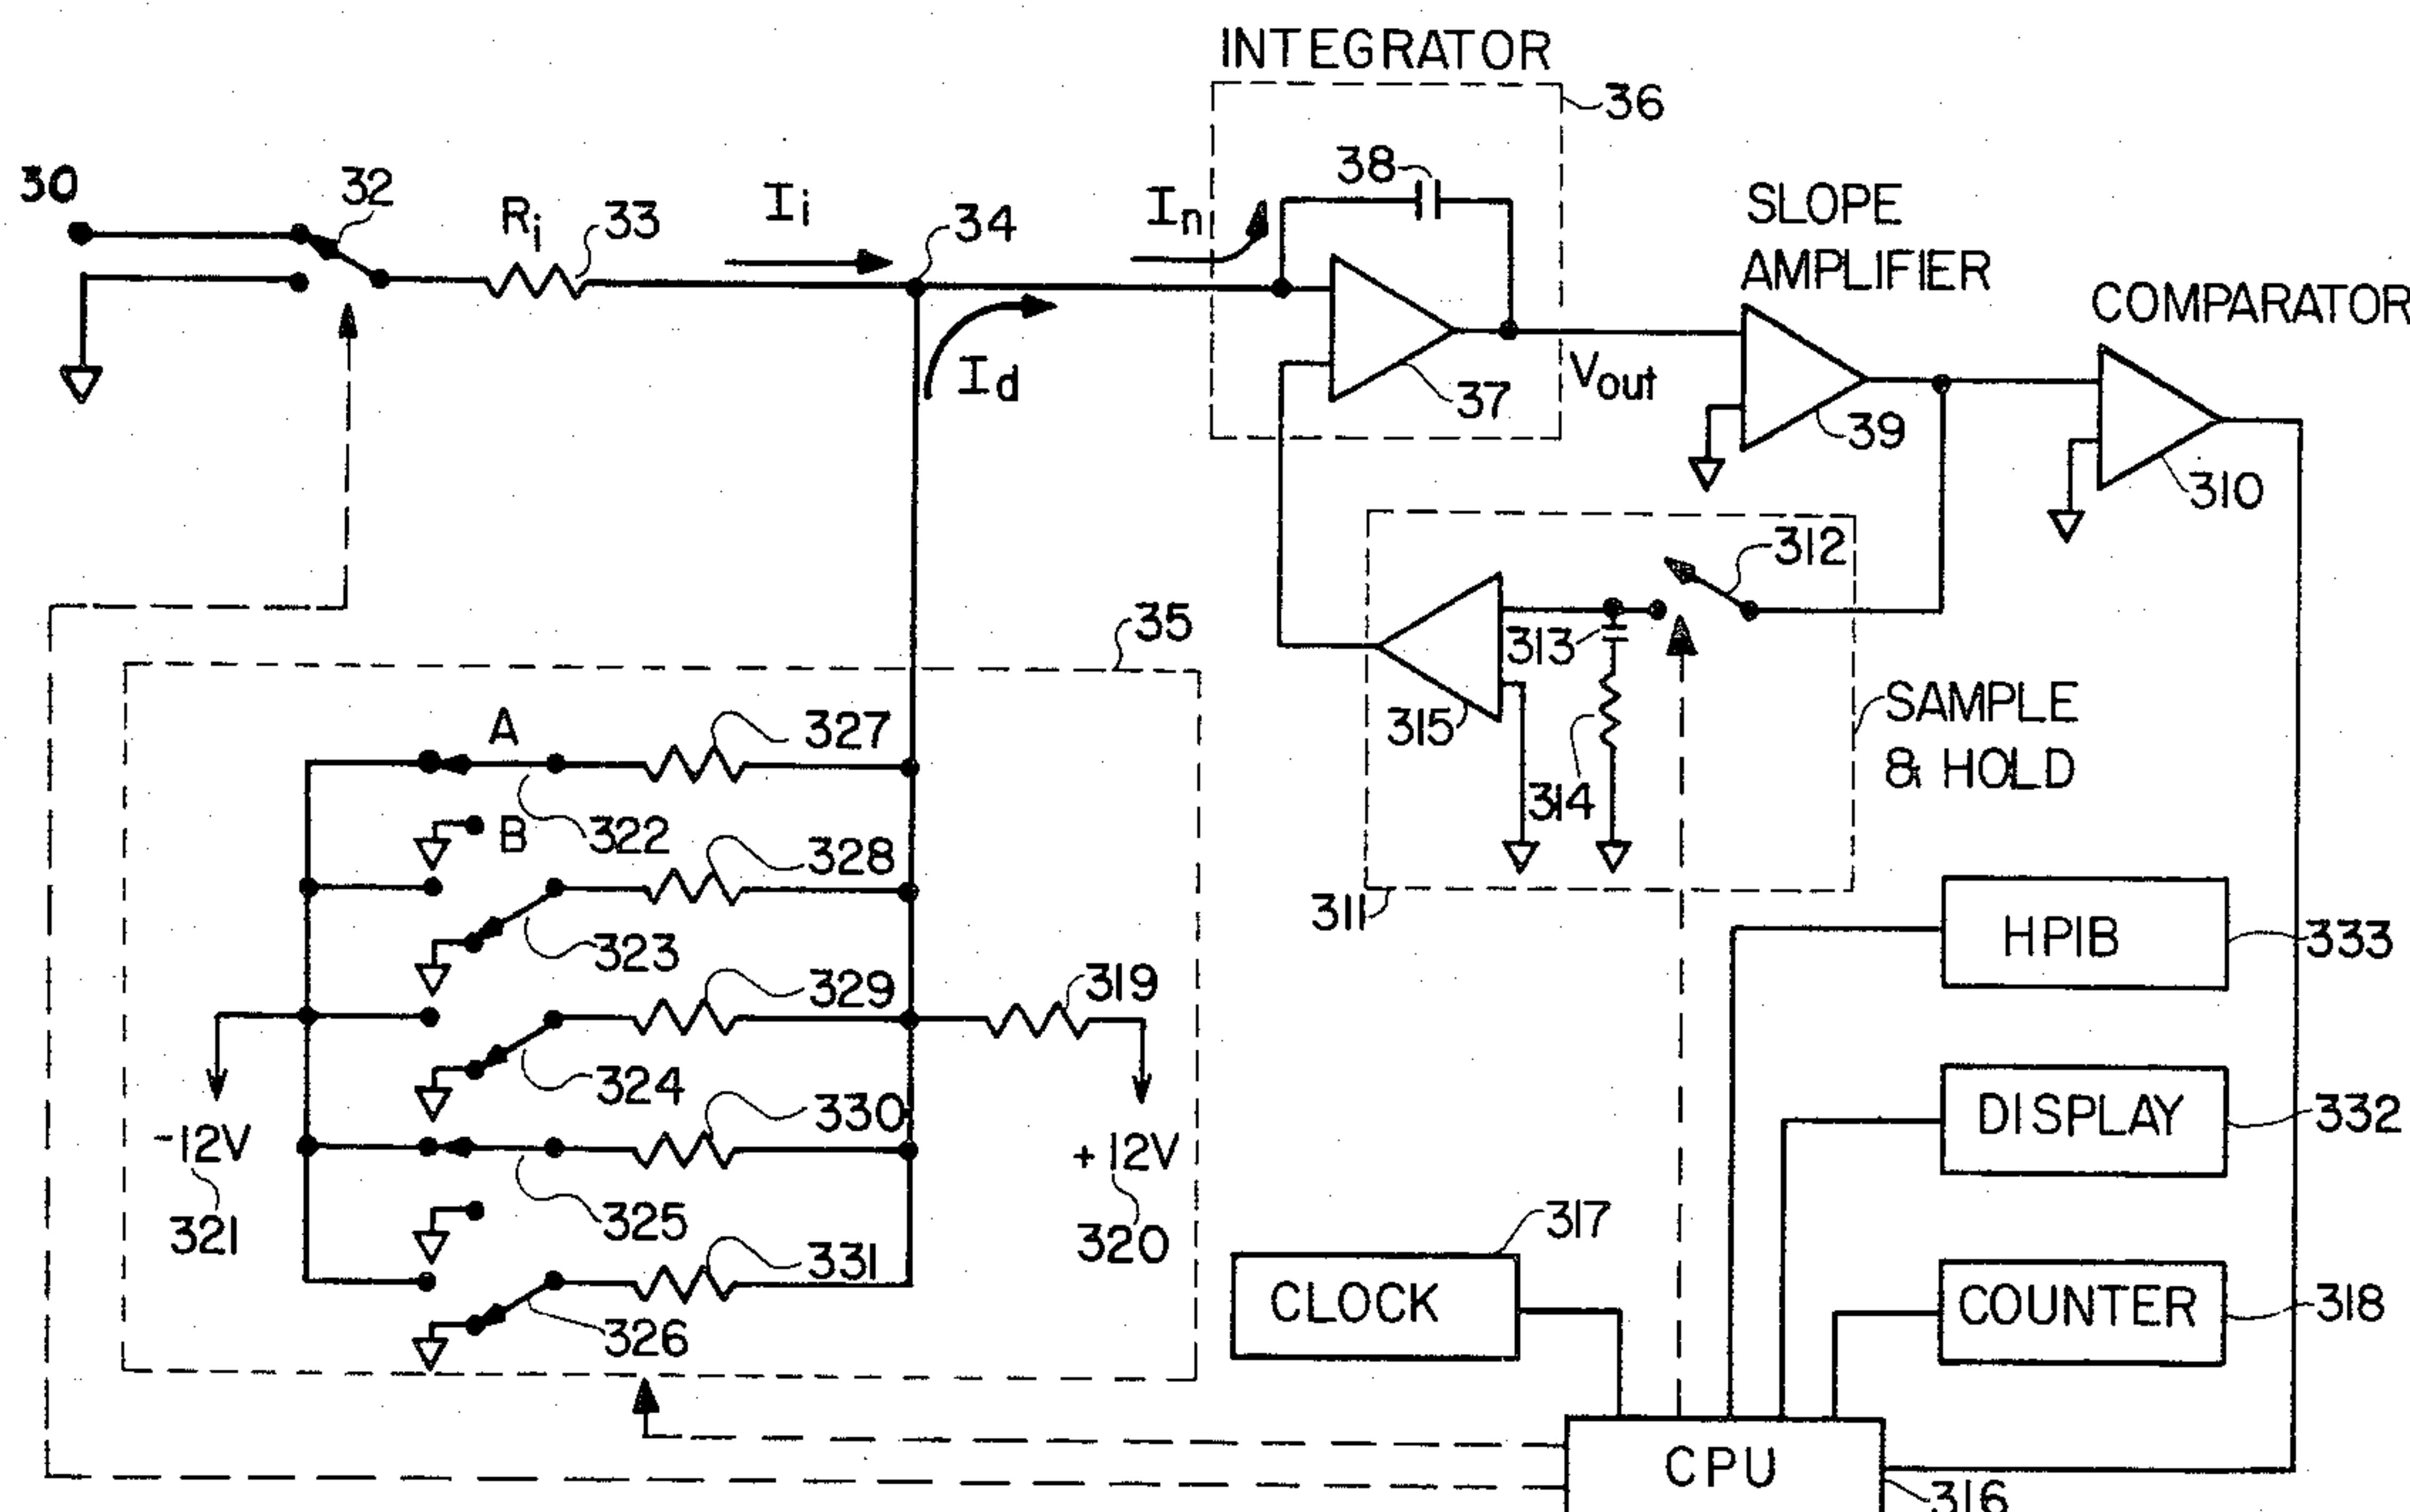 INTEGRATOR
36
30
32
Ri
33
Ii
34
In
38
SLOPE
AMPLIFIER
COMPARATOR
Id
37
Vout
39
310
312
35
313
315
314
SAMPLE
& HOLD
311
A
327
B
322
328
323
329
319
324
330
-12V
321
325
+12V
320
331
326
HPIB
333
DISPLAY
332
317
CLOCK
COUNTER
318
CPU
316